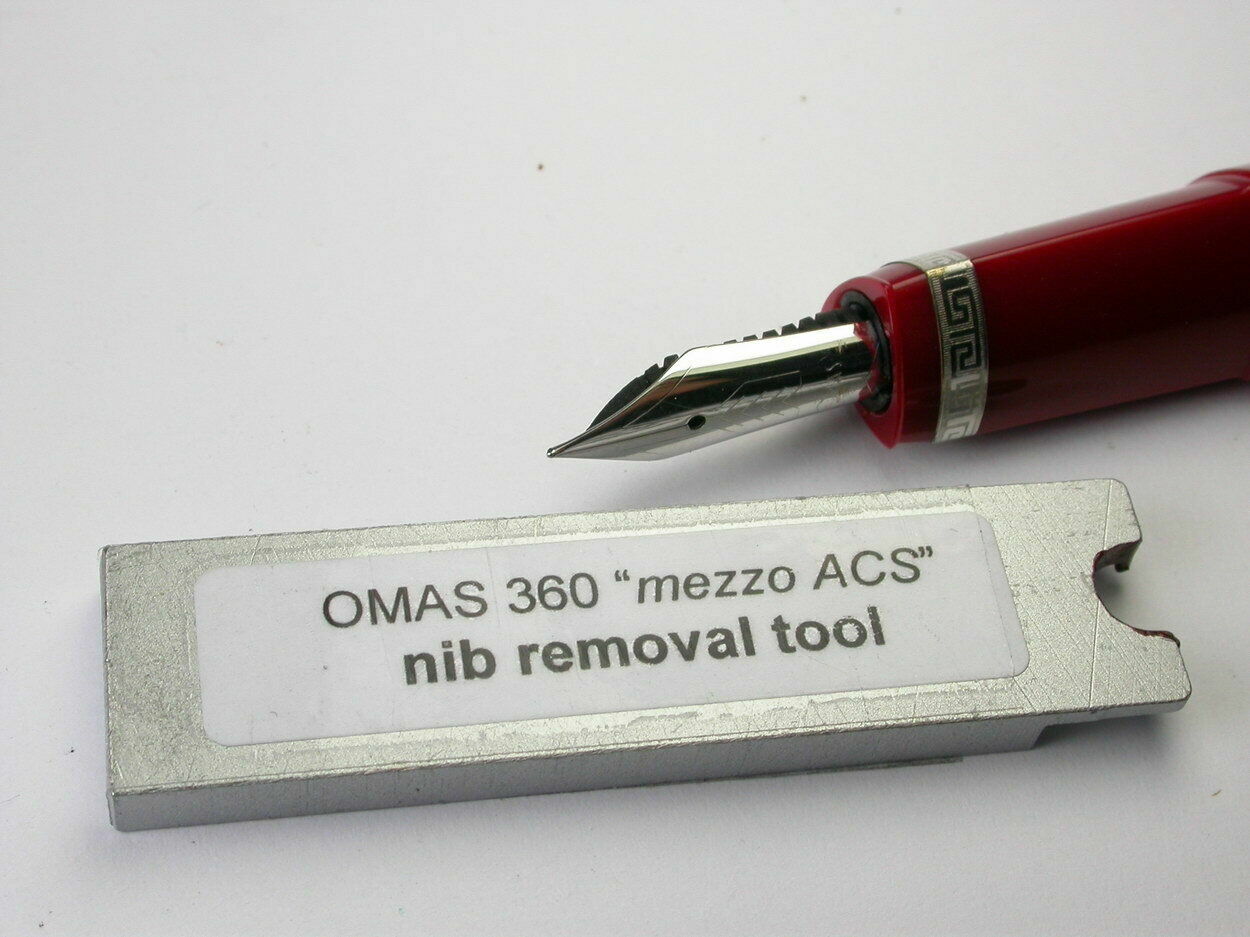 OMAS 360 “mezzo ACS”
nib removal tool